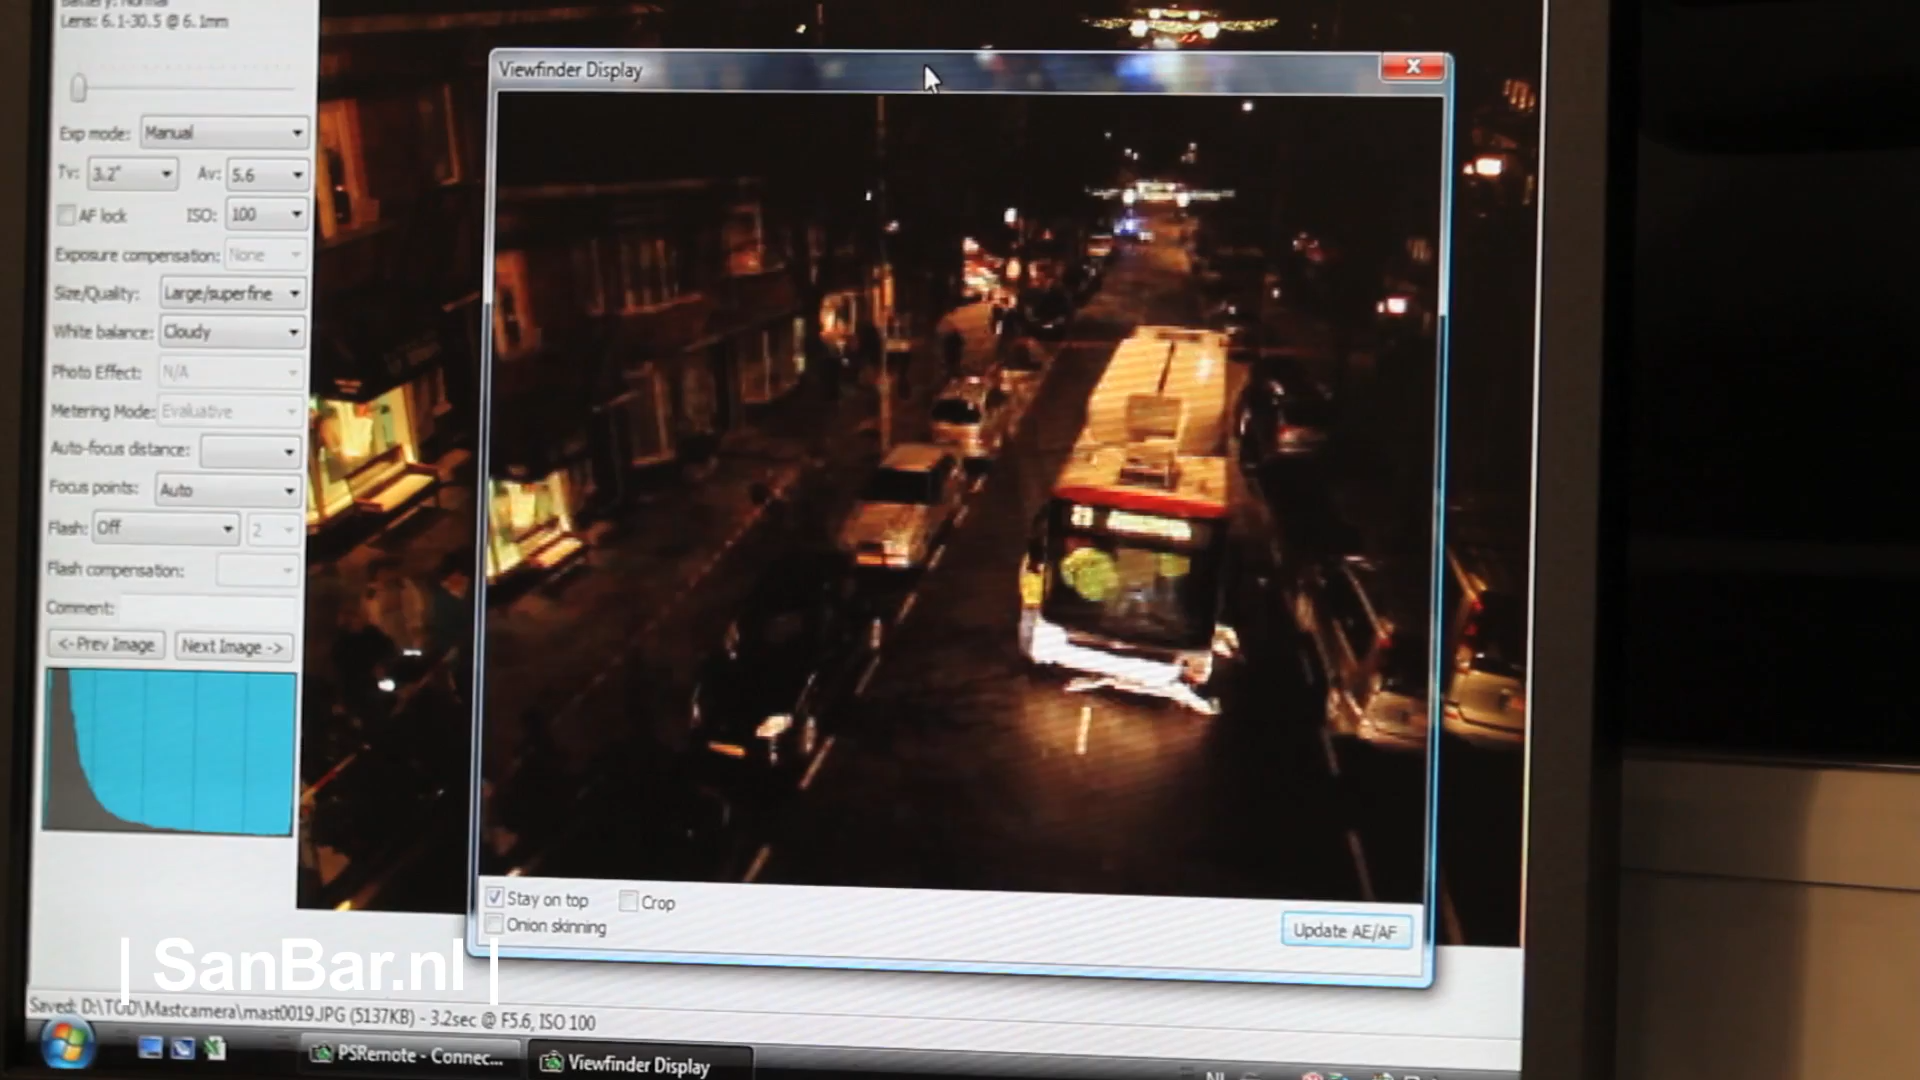 Battery: Normal
Lens: 6.1-30.5 @ 6.1mm
Viewfinder Display
Exp mode: Manual
Tv: 3.2" Av: 5.6
AF lock ISO: 100
Exposure compensation: None
Size/Quality: Large/superfine
White balance: Cloudy
Photo Effect: N/A
Metering Mode: Evaluative
Auto-focus distance:
Focus points: Auto
Flash: Off 2
Flash compensation:
Comment:
<- Prev Image Next Image ->
Stay on top Crop
Onion skinning
Update AE/AF
| SanBar.nl |
Saved: D:\TGD\Mastcamera\mast0019.JPG (5137KB) - 3.2sec @ F5.6, ISO 100
PSRemote - Connec... Viewfinder Display
NL